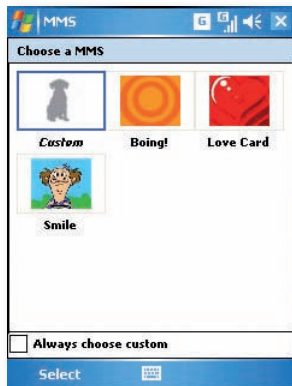 MMS
G
G
Choose a MMS
Custom
Boing!
Love Card
Smile
Always choose custom
Select